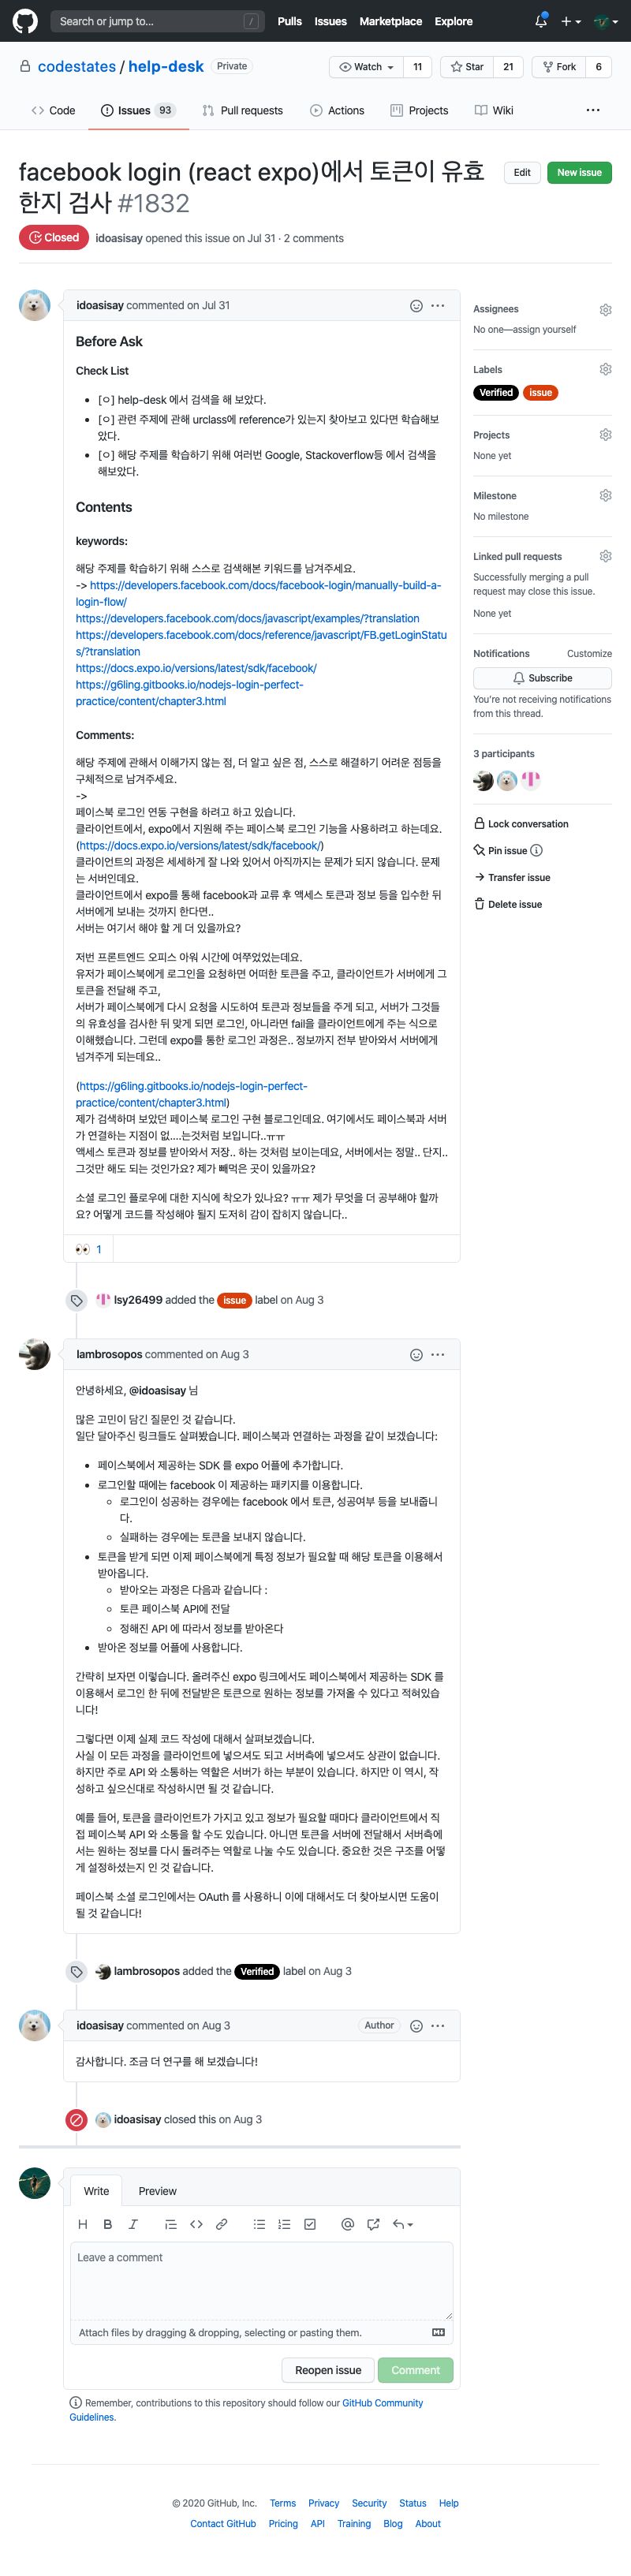 Search or jump to... /
Pulls Issues Marketplace Explore
codestates / help-desk Private
Watch 11 Star 21 Fork 6
Code Issues 93 Pull requests Actions Projects Wiki
facebook login (react expo)에서 토큰이 유효
한지 검사 #1832
Edit New issue
Closed idoasisay opened this issue on Jul 31 · 2 comments
idoasisay commented on Jul 31
Before Ask
Check List
• [ㅇ] help-desk 에서 검색을 해 보았다.
• [ㅇ] 관련 주제에 관해 urclass에 reference가 있는지 찾아보고 있다면 학습해보
았다.
• [ㅇ] 해당 주제를 학습하기 위해 여러번 Google, Stackoverflow등 에서 검색을
해보았다.
Contents
keywords:
해당 주제를 학습하기 위해 스스로 검색해본 키워드를 남겨주세요.
-> https://developers.facebook.com/docs/facebook-login/manually-build-a-
login-flow/
https://developers.facebook.com/docs/javascript/examples/?translation
https://developers.facebook.com/docs/reference/javascript/FB.getLoginStatu
s/?translation
https://docs.expo.io/versions/latest/sdk/facebook/
https://g6ling.gitbooks.io/nodejs-login-perfect-
practice/content/chapter3.html
Comments:
해당 주제에 관해서 이해가지 않는 점, 더 알고 싶은 점, 스스로 해결하기 어려운 점등을
구체적으로 남겨주세요.
->
페이스북 로그인 연동 구현을 하려고 하고 있습니다.
클라이언트에서, expo에서 지원해 주는 페이스북 로그인 기능을 사용하려고 하는데요.
(https://docs.expo.io/versions/latest/sdk/facebook/)
클라이언트의 과정은 세세하게 잘 나와 있어서 아직까지는 문제가 되지 않습니다. 문제
는 서버인데요.
클라이언트에서 expo를 통해 facebook과 교류 후 액세스 토큰과 정보 등을 입수한 뒤
서버에게 보내는 것까지 한다면..
서버는 여기서 해야 할 게 더 있을까요?
저번 프론트엔드 오피스 아워 시간에 여쭈었었는데요.
유저가 페이스북에게 로그인을 요청하면 어떠한 토큰을 주고, 클라이언트가 서버에게 그
토큰을 전달해 주고,
서버가 페이스북에게 다시 요청을 시도하여 토큰과 정보들을 주게 되고, 서버가 그것들
의 유효성을 검사한 뒤 맞게 되면 로그인, 아니라면 fail을 클라이언트에게 주는 식으로
이해했습니다. 그런데 expo를 통한 로그인 과정은.. 정보까지 전부 받아와서 서버에게
넘겨주게 되는데요..
(https://g6ling.gitbooks.io/nodejs-login-perfect-
practice/content/chapter3.html)
제가 검색하며 보았던 페이스북 로그인 구현 블로그인데요. 여기에서도 페이스북과 서버
가 연결하는 지점이 없....는것처럼 보입니다..ㅠㅠ
액세스 토큰과 정보를 받아와서 저장.. 하는 것처럼 보이는데요, 서버에서는 정말.. 단지..
그것만 해도 되는 것인가요? 제가 빼먹은 곳이 있을까요?
소셜 로그인 플로우에 대한 지식에 착오가 있나요? ㅠㅠ 제가 무엇을 더 공부해야 할까
요? 어떻게 코드를 작성해야 될지 도저히 감이 잡히지 않습니다..
👀 1
lsy26499 added the issue label on Aug 3
lambrosopos commented on Aug 3
안녕하세요, @idoasisay 님
많은 고민이 담긴 질문인 것 같습니다.
일단 달아주신 링크들도 살펴봤습니다. 페이스북과 연결하는 과정을 같이 보겠습니다:
• 페이스북에서 제공하는 SDK 를 expo 어플에 추가합니다.
• 로그인할 때에는 facebook 이 제공하는 패키지를 이용합니다.
◦ 로그인이 성공하는 경우에는 facebook 에서 토큰, 성공여부 등을 보내줍니
다.
◦ 실패하는 경우에는 토큰을 보내지 않습니다.
• 토큰을 받게 되면 이제 페이스북에게 특정 정보가 필요할 때 해당 토큰을 이용해서
받아옵니다.
◦ 받아오는 과정은 다음과 같습니다 :
◦ 토큰 페이스북 API에 전달
◦ 정해진 API 에 따라서 정보를 받아온다
• 받아온 정보를 어플에 사용합니다.
간략히 보자면 이렇습니다. 올려주신 expo 링크에서도 페이스북에서 제공하는 SDK 를
이용해서 로그인 한 뒤에 전달받은 토큰으로 원하는 정보를 가져올 수 있다고 적혀있습
니다!
그렇다면 이제 실제 코드 작성에 대해서 살펴보겠습니다.
사실 이 모든 과정을 클라이언트에 넣으셔도 되고 서버측에 넣으셔도 상관이 없습니다.
하지만 주로 API 와 소통하는 역할은 서버가 하는 부분이 있습니다. 하지만 이 역시, 작
성하고 싶으신대로 작성하시면 될 것 같습니다.
예를 들어, 토큰을 클라이언트가 가지고 있고 정보가 필요할 때마다 클라이언트에서 직
접 페이스북 API 와 소통을 할 수도 있습니다. 아니면 토큰을 서버에 전달해서 서버측에
서는 원하는 정보를 다시 돌려주는 역할로 나눌 수도 있습니다. 중요한 것은 구조를 어떻
게 설정하셨는지 인 것 같습니다.
페이스북 소셜 로그인에서는 OAuth 를 사용하니 이에 대해서도 더 찾아보시면 도움이
될 것 같습니다!
lambrosopos added the Verified label on Aug 3
idoasisay commented on Aug 3 Author
감사합니다. 조금 더 연구를 해 보겠습니다!
idoasisay closed this on Aug 3
Write Preview
Leave a comment
Attach files by dragging & dropping, selecting or pasting them.
Reopen issue Comment
Remember, contributions to this repository should follow our GitHub Community
Guidelines.
Assignees
No one—assign yourself
Labels
Verified issue
Projects
None yet
Milestone
No milestone
Linked pull requests
Successfully merging a pull
request may close this issue.
None yet
Notifications Customize
Subscribe
You're not receiving notifications
from this thread.
3 participants
Lock conversation
Pin issue
Transfer issue
Delete issue
© 2020 GitHub, Inc. Terms Privacy Security Status Help
Contact GitHub Pricing API Training Blog About